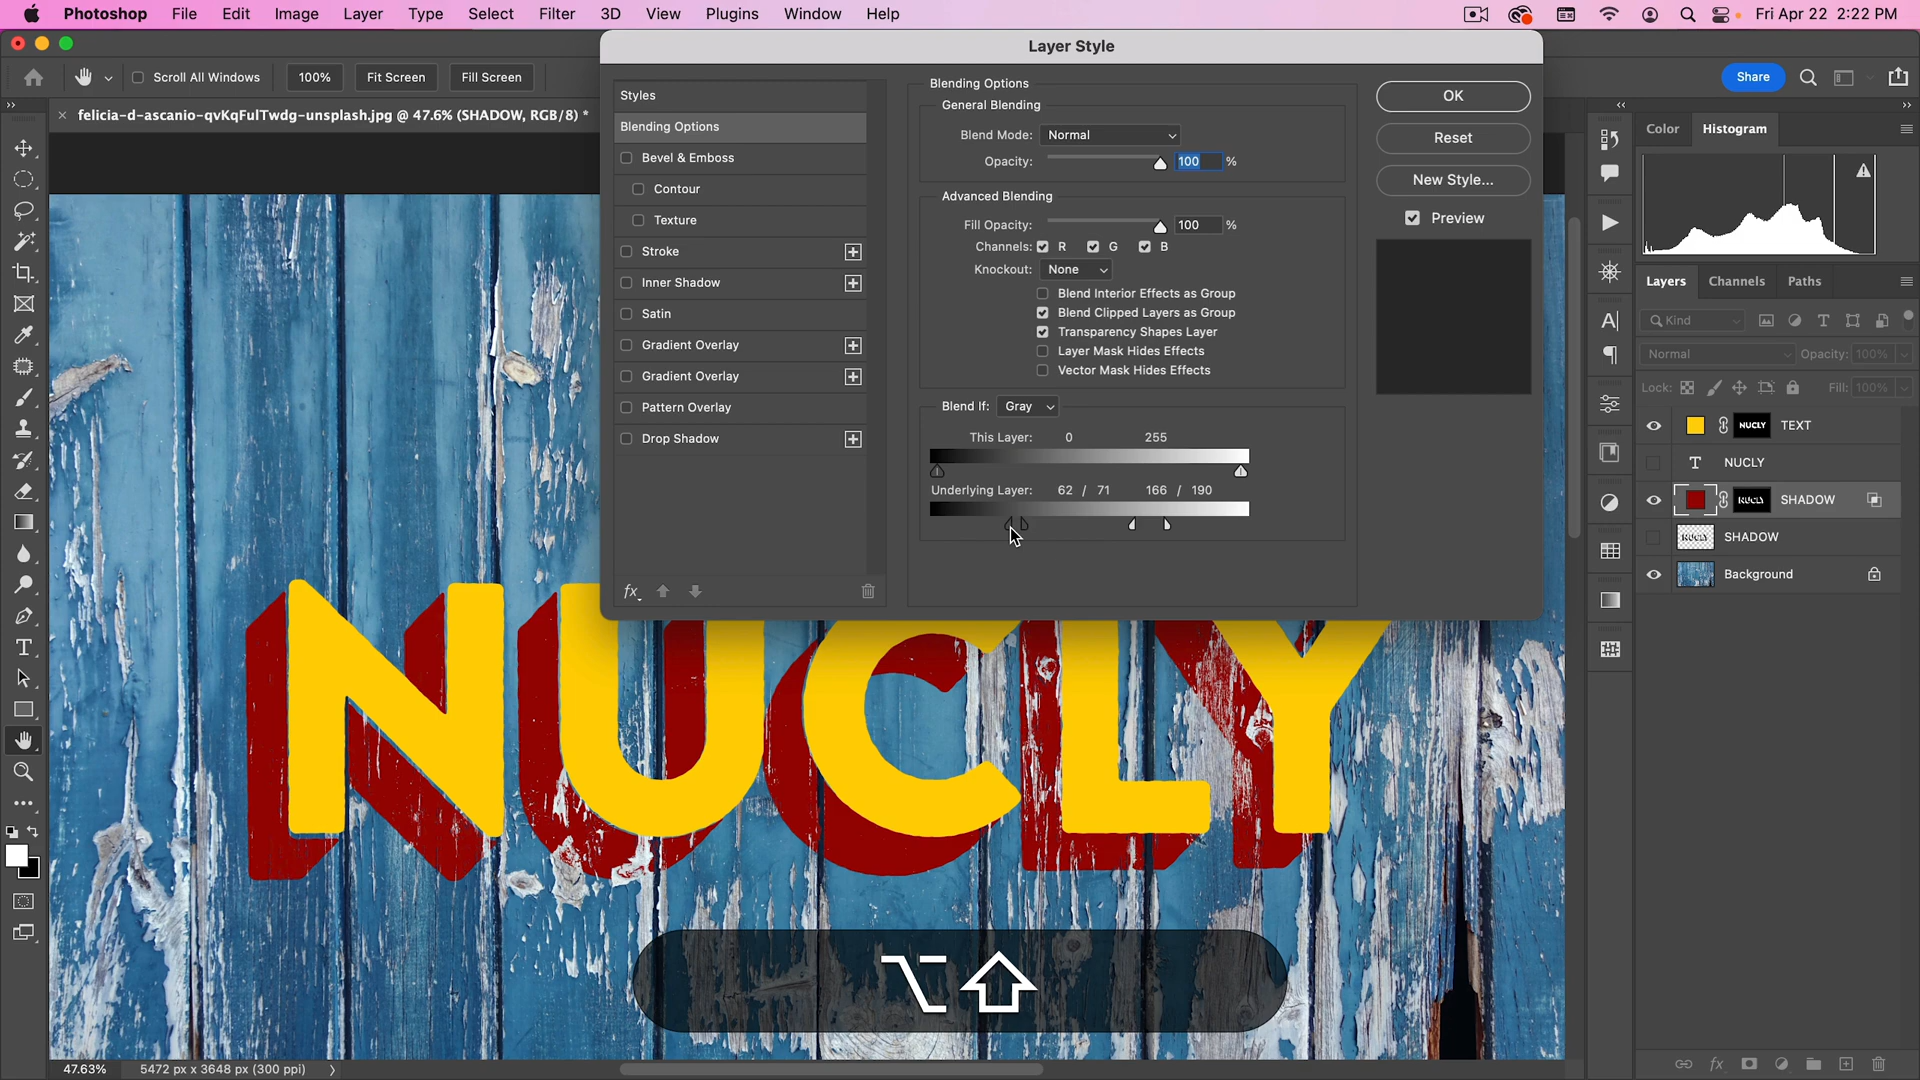 Photoshop File Edit Image Layer Type Select Filter 3D View Plugins Window Help Fri Apr 22 2:22 PM
Layer Style
Scroll All Windows 100% Fit Screen Fill Screen Share
felicia-d-ascanio-qvKqFulTwdg-unsplash.jpg @ 47.6% (SHADOW, RGB/8) *
Styles
Blending Options
Bevel & Emboss
Contour
Texture
Stroke
Inner Shadow
Satin
Gradient Overlay
Gradient Overlay
Pattern Overlay
Drop Shadow
fx
Blending Options
General Blending
Blend Mode: Normal
Opacity: 100 %
Advanced Blending
Fill Opacity: 100 %
Channels: R G B
Knockout: None
Blend Interior Effects as Group
Blend Clipped Layers as Group
Transparency Shapes Layer
Layer Mask Hides Effects
Vector Mask Hides Effects
Blend If: Gray
This Layer: 0 255
Underlying Layer: 62 / 71 166 / 190
OK
Reset
New Style...
Preview
Color Histogram
Layers Channels Paths
Kind
Normal Opacity: 100%
Lock: Fill: 100%
NUCLY TEXT
T NUCLY
NUCLY SHADOW
NUCLY SHADOW
Background
fx
NUCLY
47.63% 5472 px x 3648 px (300 ppi)